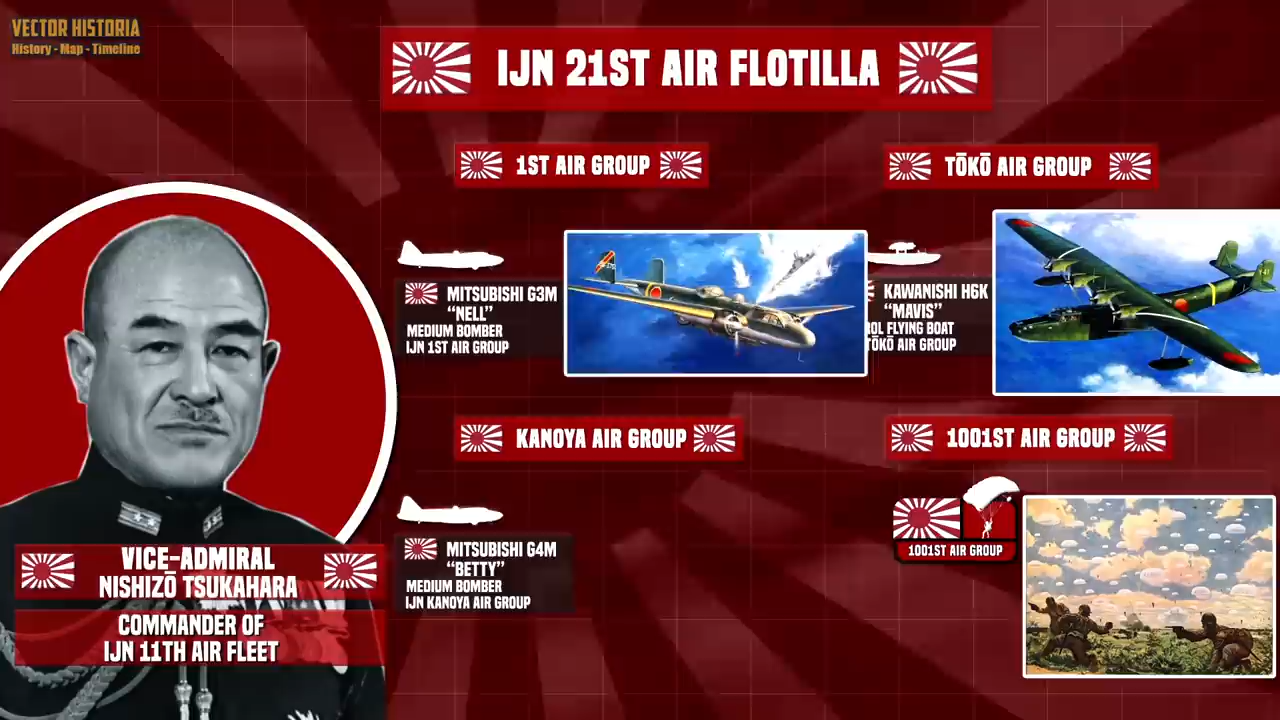 VECTOR HISTORIA
History - Map - Timeline
IJN 21ST AIR FLOTILLA
1ST AIR GROUP
MITSUBISHI G3M
“NELL”
MEDIUM BOMBER
IJN 1ST AIR GROUP
TŌKŌ AIR GROUP
KAWANISHI H6K
“MAVIS”
FLYING BOAT
TŌKŌ AIR GROUP
KANOYA AIR GROUP
MITSUBISHI G4M
“BETTY”
MEDIUM BOMBER
IJN KANOYA AIR GROUP
1001ST AIR GROUP
1001ST AIR GROUP
VICE-ADMIRAL
NISHIZŌ TSUKAHARA
COMMANDER OF
IJN 11TH AIR FLEET